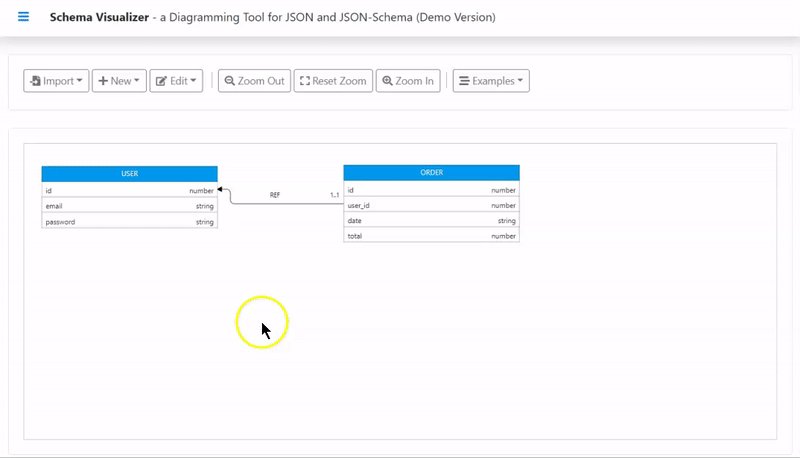 Schema Visualizer - a Diagramming Tool for JSON and JSON-Schema (Demo Version)
Import New Edit Zoom Out Reset Zoom Zoom In Examples
USER
id number
email string
password string
REF 1..1
ORDER
id number
user_id number
date string
total number